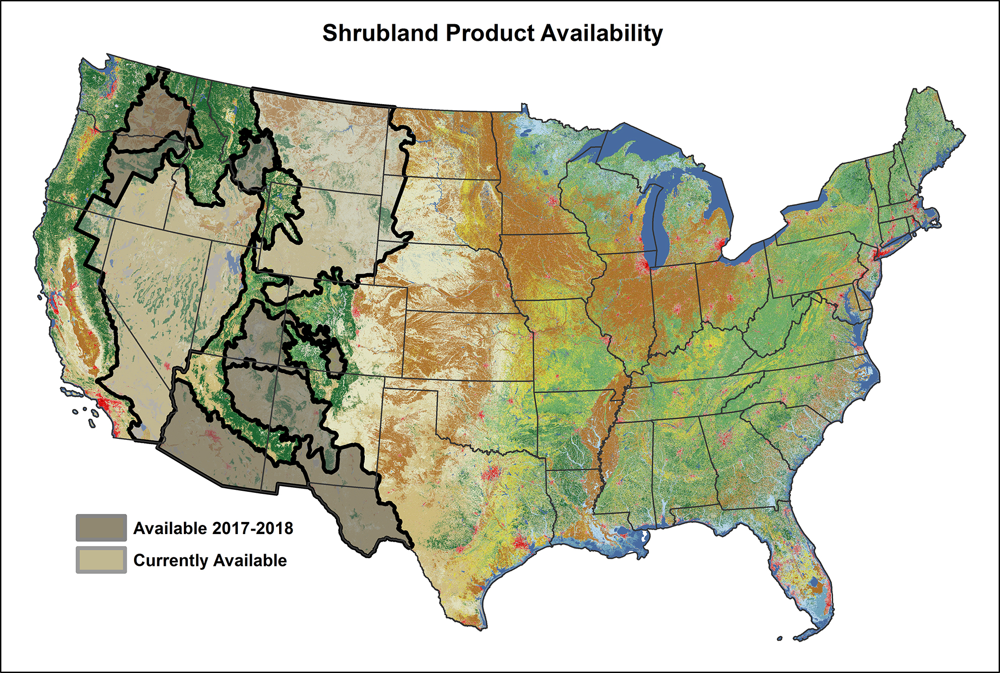 Shrubland Product Availability
Available 2017-2018
Currently Available